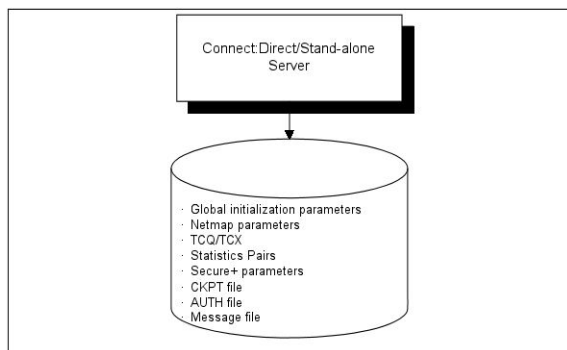 Connect:Direct/Stand-alone
Server
· Global initialization parameters
· Netmap parameters
· TCQ/TCX
· Statistics Pairs
· Secure+ parameters
· CKPT file
· AUTH file
· Message file